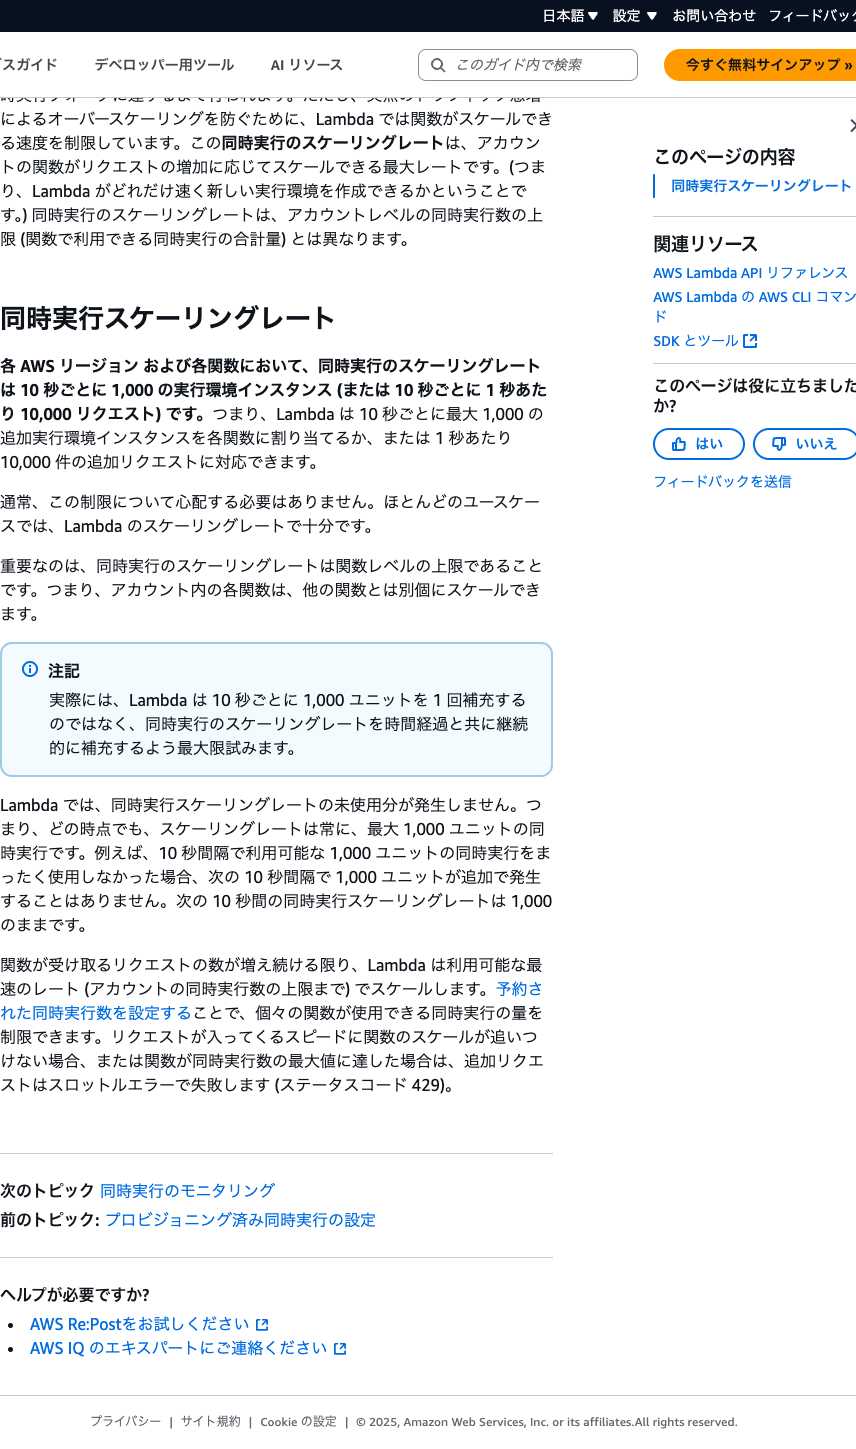 日本語 設定 お問い合わせ フィードバック
スガイド デベロッパー用ツール AI リソース このガイド内で検索 今すぐ無料サインアップ »
によるオーバースケーリングを防ぐために、Lambda では関数がスケールでき
る速度を制限しています。この同時実行のスケーリングレートは、アカウン
トの関数がリクエストの増加に応じてスケールできる最大レートです。(つま
り、Lambda がどれだけ速く新しい実行環境を作成できるかということで
す。) 同時実行のスケーリングレートは、アカウントレベルの同時実行数の上
限 (関数で利用できる同時実行の合計量) とは異なります。
同時実行スケーリングレート
各 AWS リージョン および各関数において、同時実行のスケーリングレート
は 10 秒ごとに 1,000 の実行環境インスタンス (または 10 秒ごとに 1 秒あた
り 10,000 リクエスト) です。つまり、Lambda は 10 秒ごとに最大 1,000 の
追加実行環境インスタンスを各関数に割り当てるか、または 1 秒あたり
10,000 件の追加リクエストに対応できます。
通常、この制限について心配する必要はありません。ほとんどのユースケー
スでは、Lambda のスケーリングレートで十分です。
重要なのは、同時実行のスケーリングレートは関数レベルの上限であること
です。つまり、アカウント内の各関数は、他の関数とは別個にスケールでき
ます。
注記
実際には、Lambda は 10 秒ごとに 1,000 ユニットを 1 回補充する
のではなく、同時実行のスケーリングレートを時間経過と共に継続
的に補充するよう最大限試みます。
Lambda では、同時実行スケーリングレートの未使用分が発生しません。つ
まり、どの時点でも、スケーリングレートは常に、最大 1,000 ユニットの同
時実行です。例えば、10 秒間隔で利用可能な 1,000 ユニットの同時実行をま
ったく使用しなかった場合、次の 10 秒間隔で 1,000 ユニットが追加で発生
することはありません。次の 10 秒間の同時実行スケーリングレートは 1,000
のままです。
関数が受け取るリクエストの数が増え続ける限り、Lambda は利用可能な最
速のレート (アカウントの同時実行数の上限まで) でスケールします。予約さ
れた同時実行数を設定することで、個々の関数が使用できる同時実行の量を
制限できます。リクエストが入ってくるスピードに関数のスケールが追いつ
けない場合、または関数が同時実行数の最大値に達した場合は、追加リクエ
ストはスロットルエラーで失敗します (ステータスコード 429)。
次のトピック 同時実行のモニタリング
前のトピック: プロビジョニング済み同時実行の設定
ヘルプが必要ですか?
AWS Re:Postをお試しください
AWS IQ のエキスパートにご連絡ください
このページの内容
同時実行スケーリングレート
関連リソース
AWS Lambda API リファレンス
AWS Lambda の AWS CLI コマン
ド
SDK とツール
このページは役に立ちました
か?
はい いいえ
フィードバックを送信
プライバシー | サイト規約 | Cookie の設定 | © 2025, Amazon Web Services, Inc. or its affiliates.All rights reserved.